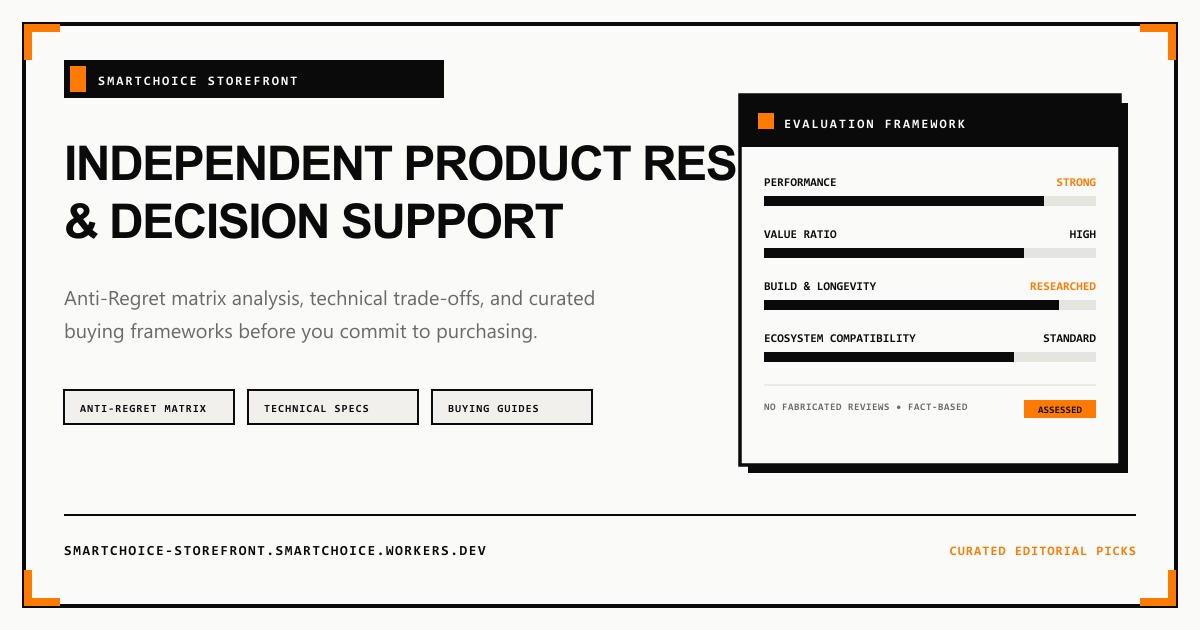 SMARTCHOICE STOREFRONT
INDEPENDENT PRODUCT RES
& DECISION SUPPORT
Anti-Regret matrix analysis, technical trade-offs, and curated
buying frameworks before you commit to purchasing.
ANTI-REGRET MATRIX
TECHNICAL SPECS
BUYING GUIDES
EVALUATION FRAMEWORK
PERFORMANCE STRONG
VALUE RATIO HIGH
BUILD & LONGEVITY RESEARCHED
ECOSYSTEM COMPATIBILITY STANDARD
NO FABRICATED REVIEWS • FACT-BASED ASSESSED
SMARTCHOICE-STOREFRONT.SMARTCHOICE.WORKERS.DEV
CURATED EDITORIAL PICKS